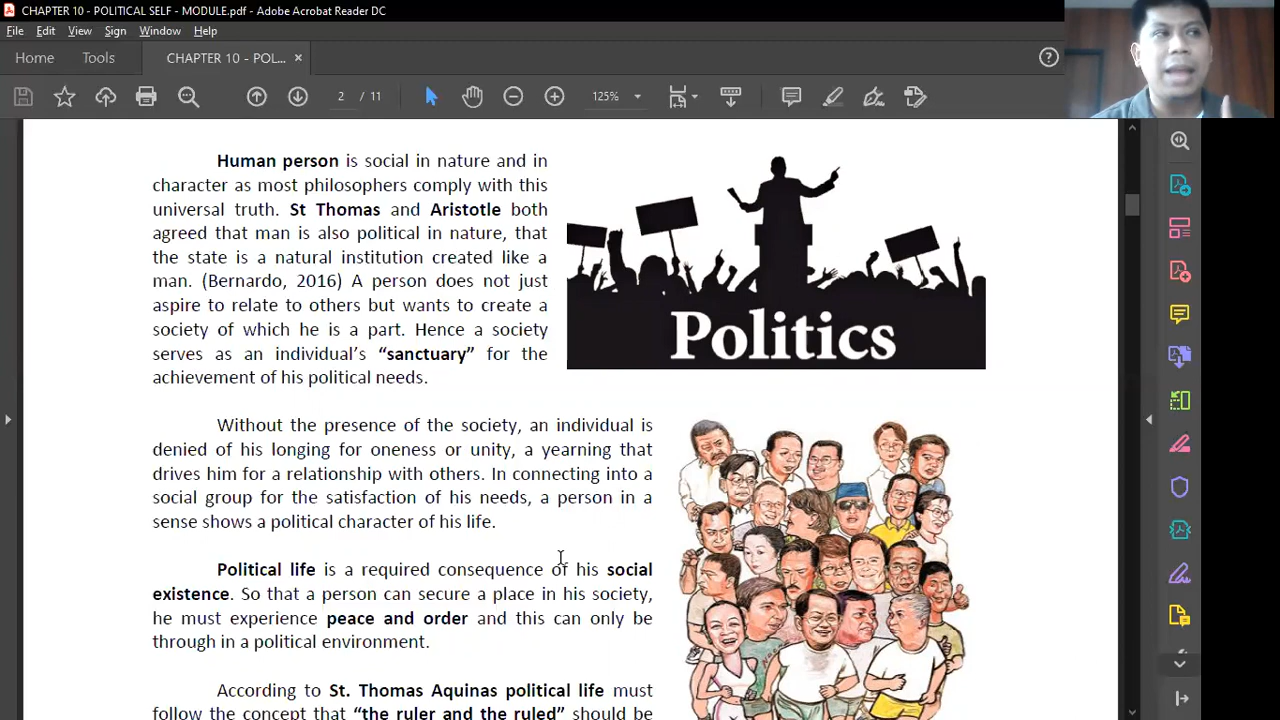 CHAPTER 10 - POLITICAL SELF - MODULE.pdf - Adobe Acrobat Reader DC
File Edit View Sign Window Help
Home Tools CHAPTER 10 - POL... ×
2 / 11 125%
Human person is social in nature and in
character as most philosophers comply with this
universal truth. St Thomas and Aristotle both
agreed that man is also political in nature, that
the state is a natural institution created like a
man. (Bernardo, 2016) A person does not just
aspire to relate to others but wants to create a
society of which he is a part. Hence a society
serves as an individual’s “sanctuary” for the
achievement of his political needs.
Politics
Without the presence of the society, an individual is
denied of his longing for oneness or unity, a yearning that
drives him for a relationship with others. In connecting into a
social group for the satisfaction of his needs, a person in a
sense shows a political character of his life.
Political life is a required consequence of his social
existence. So that a person can secure a place in his society,
he must experience peace and order and this can only be
through in a political environment.
According to St. Thomas Aquinas political life must
follow the concept that “the ruler and the ruled” should be